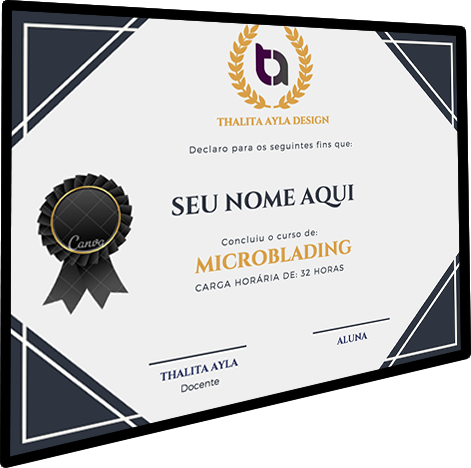 ta
THALITA AYLA DESIGN
Declaro para os seguintes fins que:
SEU NOME AQUI
Concluiu o curso de:
MICROBLADING
CARGA HORÁRIA DE: 32 HORAS
Canva
THALITA AYLA
Docente
ALUNA